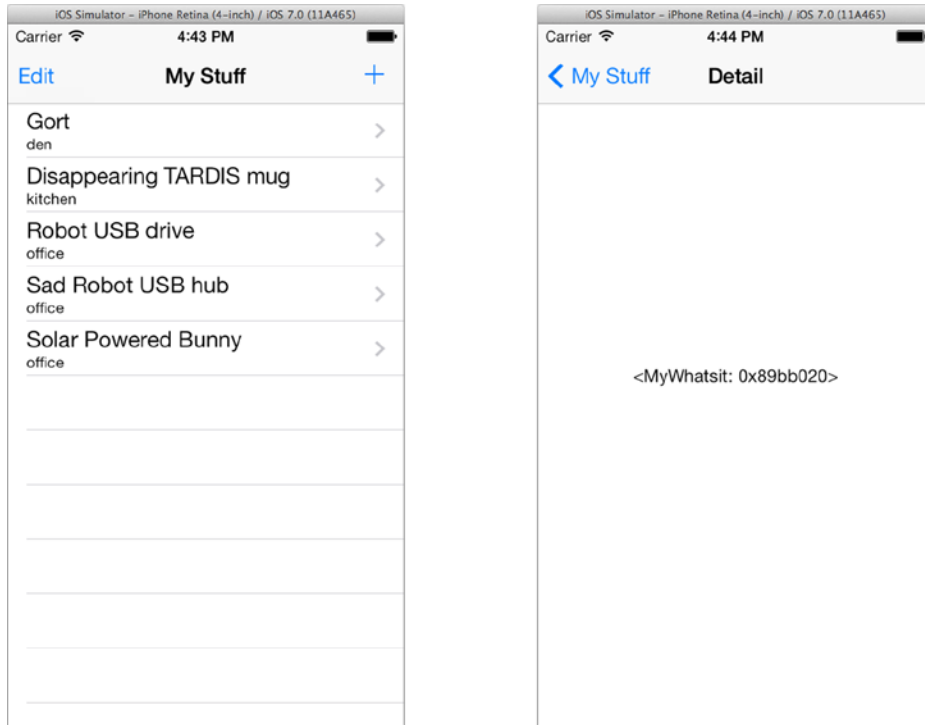 iOS Simulator – iPhone Retina (4-inch) / iOS 7.0 (11A465)
Carrier 4:43 PM
Edit My Stuff +
Gort
den
Disappearing TARDIS mug
kitchen
Robot USB drive
office
Sad Robot USB hub
office
Solar Powered Bunny
office
iOS Simulator – iPhone Retina (4-inch) / iOS 7.0 (11A465)
Carrier 4:44 PM
My Stuff Detail
<MyWhatsit: 0x89bb020>